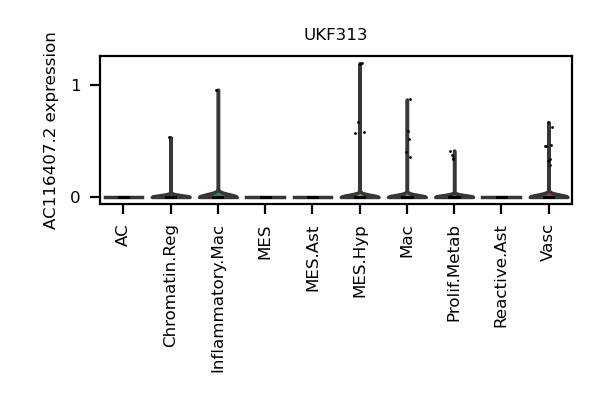 UKF313
AC116407.2 expression
1
0
AC
Chromatin.Reg
Inflammatory.Mac
MES
MES.Ast
MES.Hyp
Mac
Prolif.Metab
Reactive.Ast
Vasc